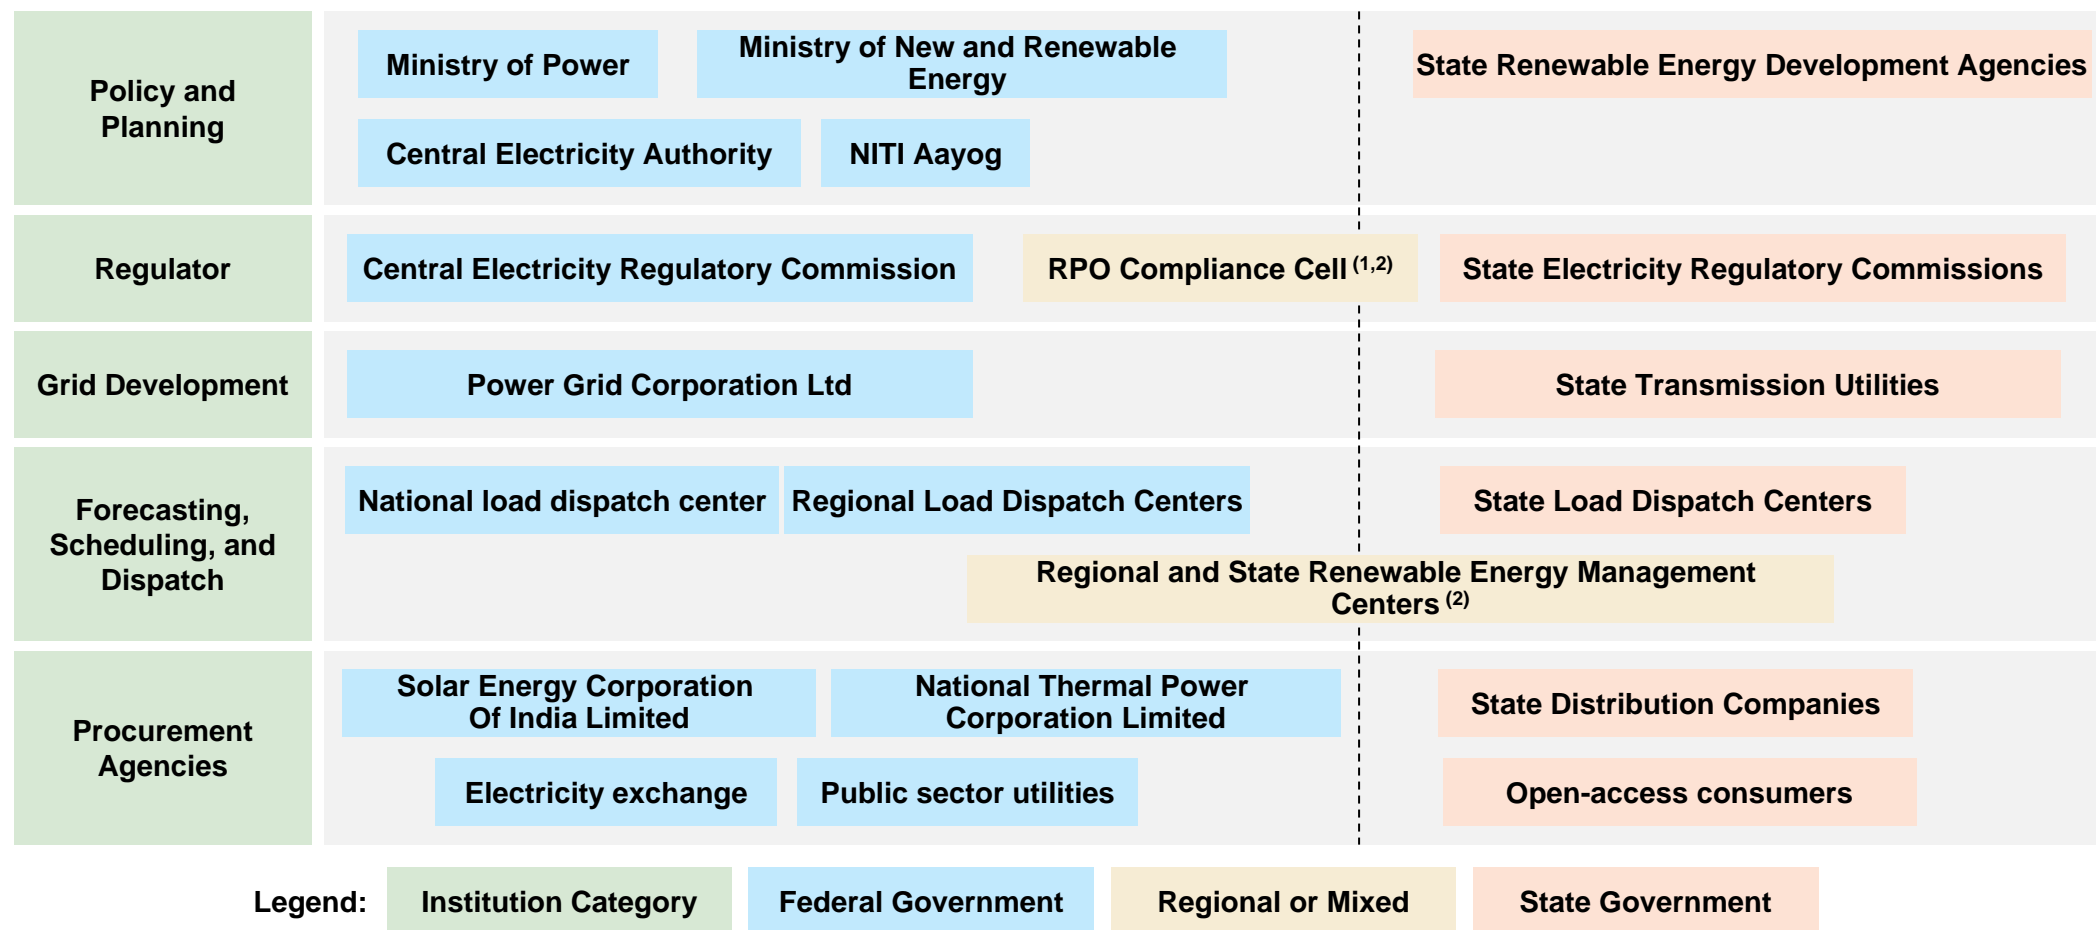 Policy and
Planning
Ministry of Power
Ministry of New and Renewable
Energy
State Renewable Energy Development Agencies
Central Electricity Authority
NITI Aayog
Regulator
Central Electricity Regulatory Commission
RPO Compliance Cell (1,2)
State Electricity Regulatory Commissions
Grid Development
Power Grid Corporation Ltd
State Transmission Utilities
Forecasting,
Scheduling, and
Dispatch
National load dispatch center
Regional Load Dispatch Centers
State Load Dispatch Centers
Regional and State Renewable Energy Management
Centers (2)
Procurement
Agencies
Solar Energy Corporation
Of India Limited
National Thermal Power
Corporation Limited
State Distribution Companies
Electricity exchange
Public sector utilities
Open-access consumers
Legend:
Institution Category
Federal Government
Regional or Mixed
State Government